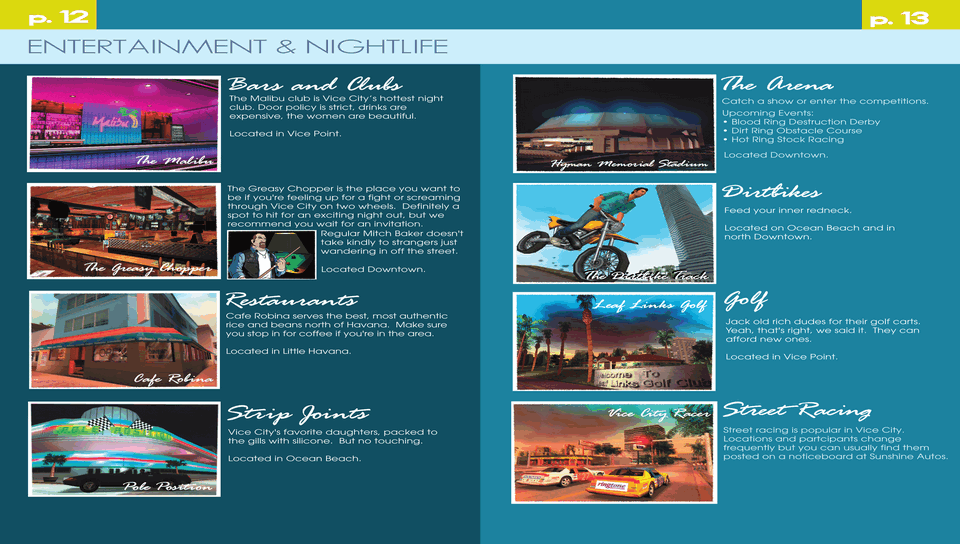 p. 12
p. 13
ENTERTAINMENT & NIGHTLIFE
Malibu
The Malibu
Bars and Clubs
The Malibu club is Vice City's hottest night
club. Door policy is strict, drinks are
expensive, the women are beautiful.
Located in Vice Point.
The Greasy Chopper
The Greasy Chopper is the place you want to
be if you're feeling up for a fight or screaming
through Vice City on two wheels. Definitely a
spot to hit for an exciting night out, but we
recommend you wait for an invitation.
Regular Mitch Baker doesn't
take kindly to strangers just
wandering in off the street.
Located Downtown.
Cafe Robina
Restaurants
Cafe Robina serves the best, most authentic
rice and beans north of Havana. Make sure
you stop in for coffee if you're in the area.
Located in Little Havana.
Pole Position
Strip Joints
Vice City's favorite daughters, packed to
the gills with silicone. But no touching.
Located in Ocean Beach.
Hyman Memorial Stadium
The Arena
Catch a show or enter the competitions.
Upcoming Events:
• Blood Ring Destruction Derby
• Dirt Ring Obstacle Course
• Hot Ring Stock Racing
Located Downtown.
The Dirtbike Track
Dirtbikes
Feed your inner redneck.
Located on Ocean Beach and in
north Downtown.
Leaf Links Golf
To
Links Golf Club
Golf
Jack old rich dudes for their golf carts.
Yeah, that's right, we said it. They can
afford new ones.
Located in Vice Point.
Vice City Racer
ringtone
Street Racing
Street racing is popular in Vice City.
Locations and partcipants change
frequently but you can usually find them
posted on a noticeboard at Sunshine Autos.